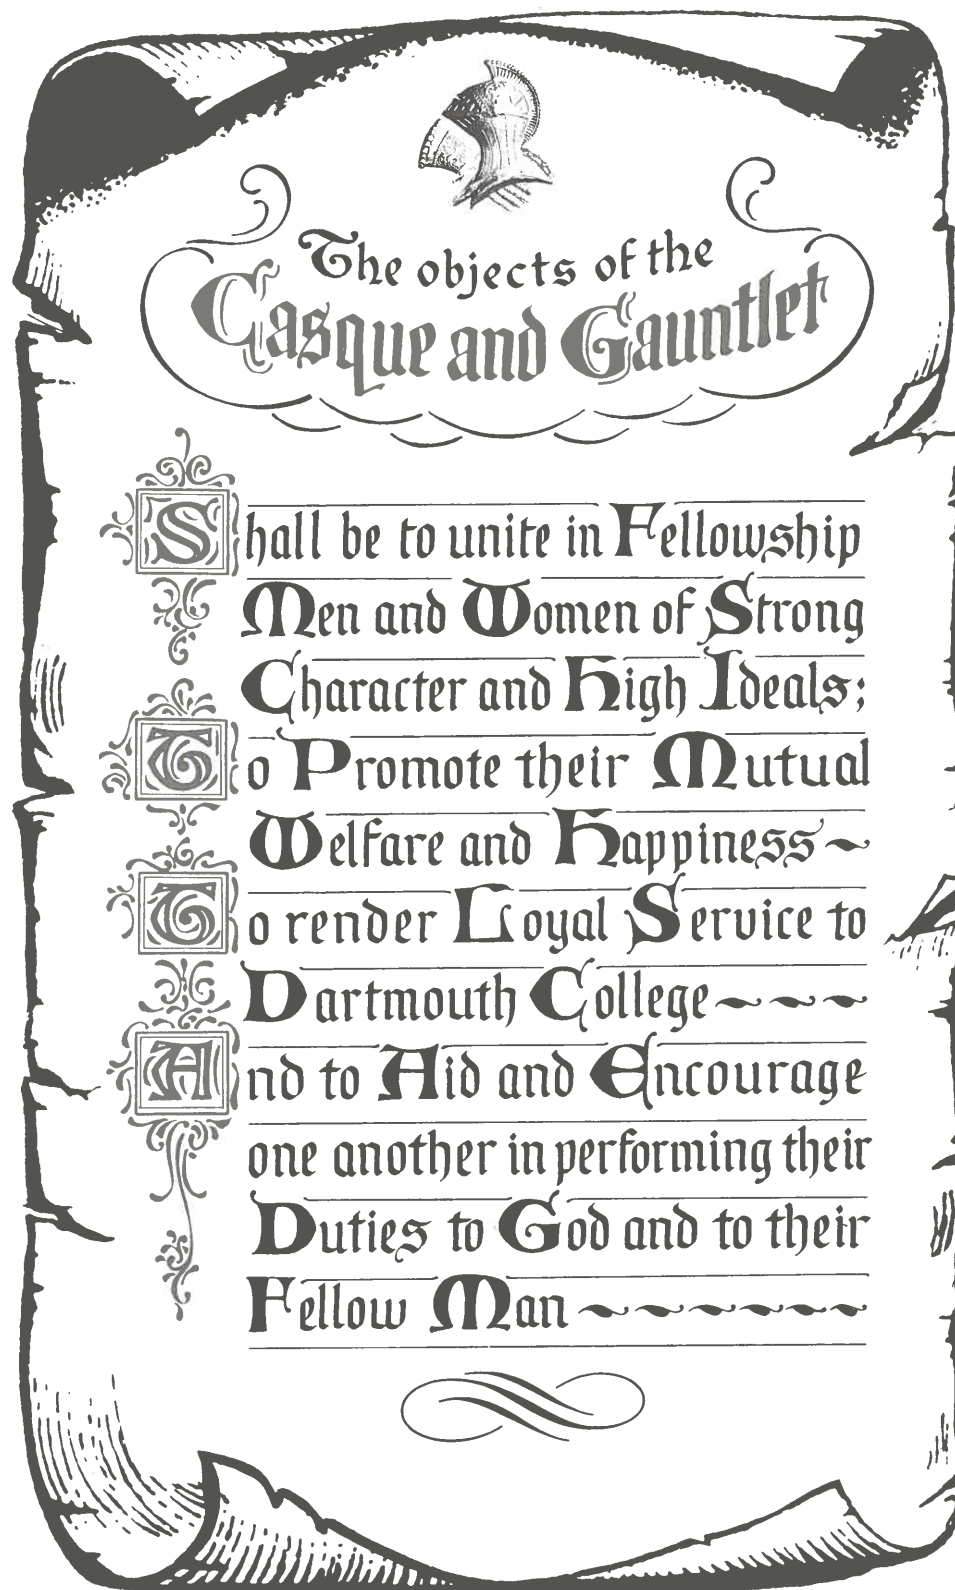 The objects of the
Casque and Gauntlet
Shall be to unite in Fellowship
Men and Women of Strong
Character and High Ideals;
To Promote their Mutual
Welfare and Happiness~
To render Loyal Service to
Dartmouth College~~~
And to Aid and Encourage
one another in performing their
Duties to God and to their
Fellow Man~~~~~~